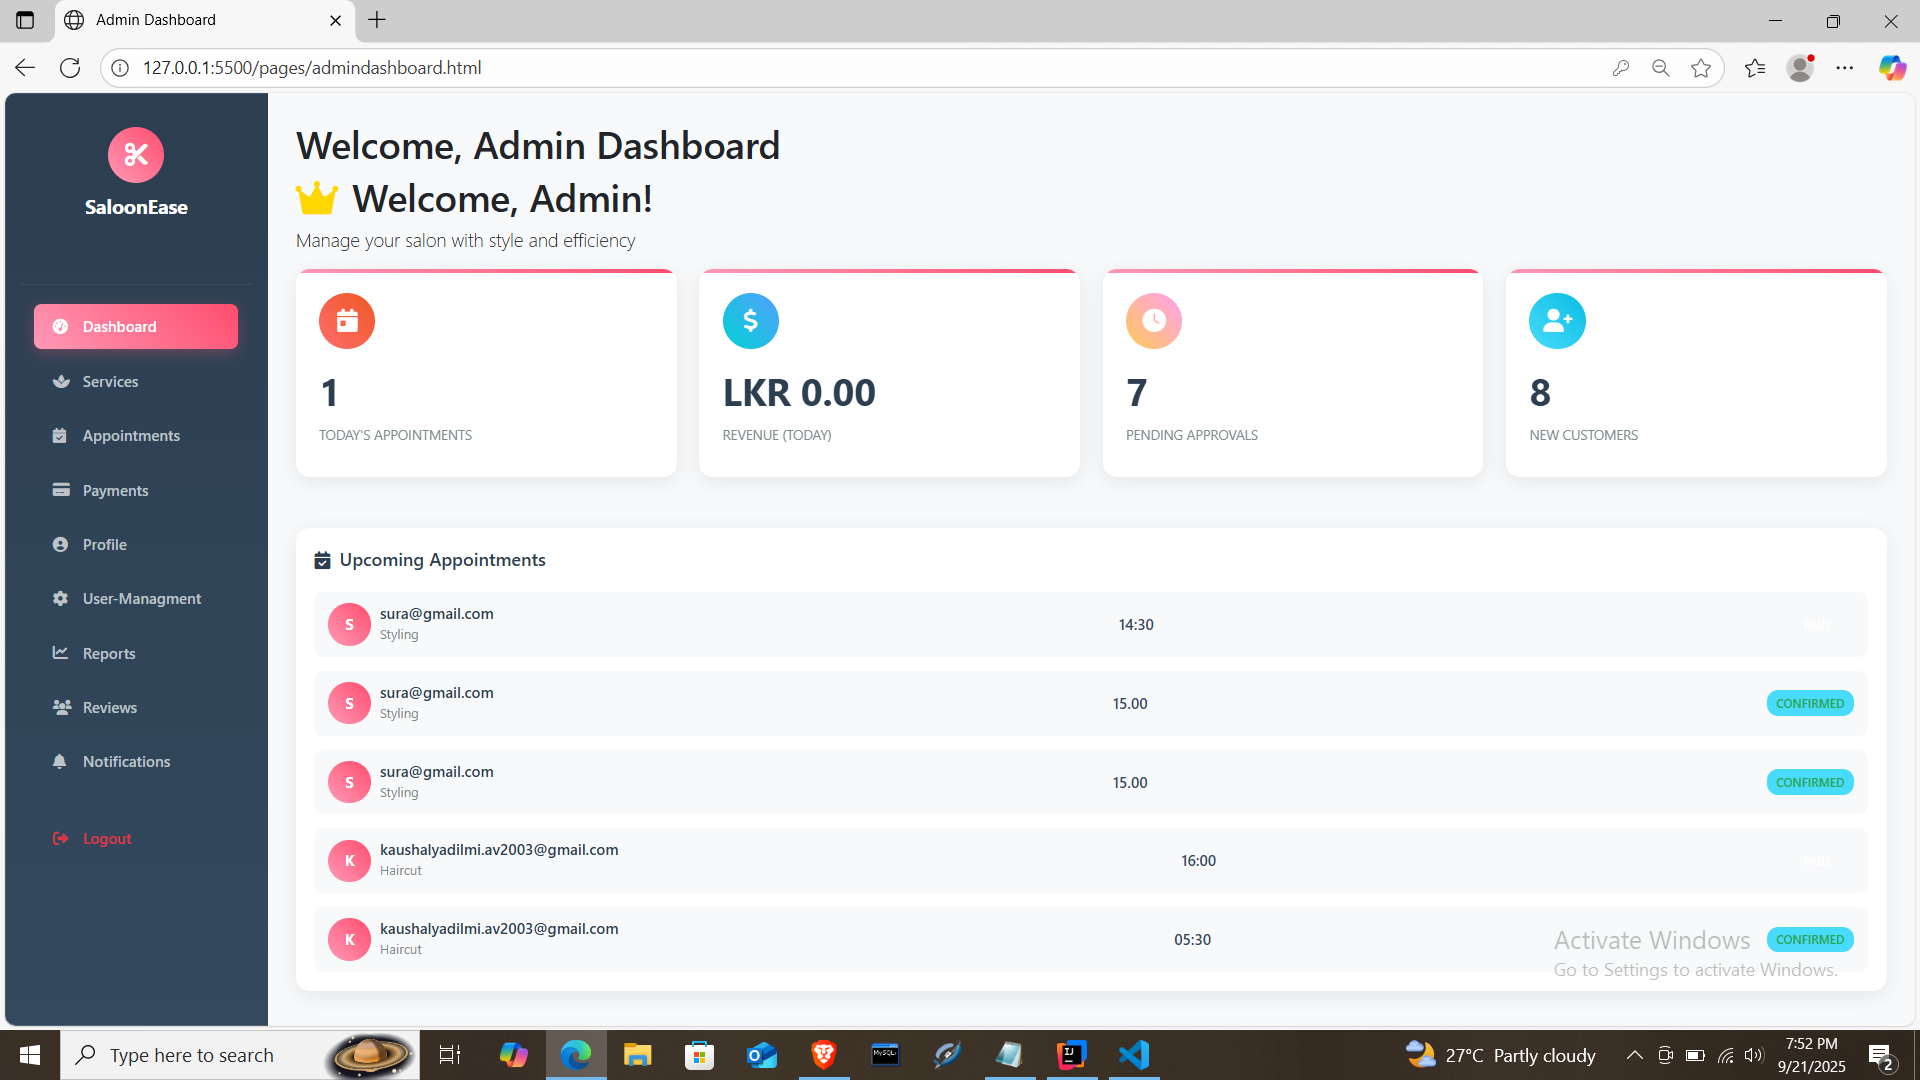 Admin Dashboard
127.0.0.1:5500/pages/admindashboard.html
SaloonEase
Dashboard
Services
Appointments
Payments
Profile
User-Managment
Reports
Reviews
Notifications
Logout
Welcome, Admin Dashboard
Welcome, Admin!
Manage your salon with style and efficiency
1
TODAY'S APPOINTMENTS
LKR 0.00
REVENUE (TODAY)
7
PENDING APPROVALS
8
NEW CUSTOMERS
Upcoming Appointments
S
sura@gmail.com
Styling
14:30
PAID
S
sura@gmail.com
Styling
15.00
CONFIRMED
S
sura@gmail.com
Styling
15.00
CONFIRMED
K
kaushalyadilmi.av2003@gmail.com
Haircut
16:00
PAID
K
kaushalyadilmi.av2003@gmail.com
Haircut
05:30
CONFIRMED
Activate Windows
Go to Settings to activate Windows.
Type here to search
MySQL
IJ
27°C Partly cloudy
7:52 PM
9/21/2025
2